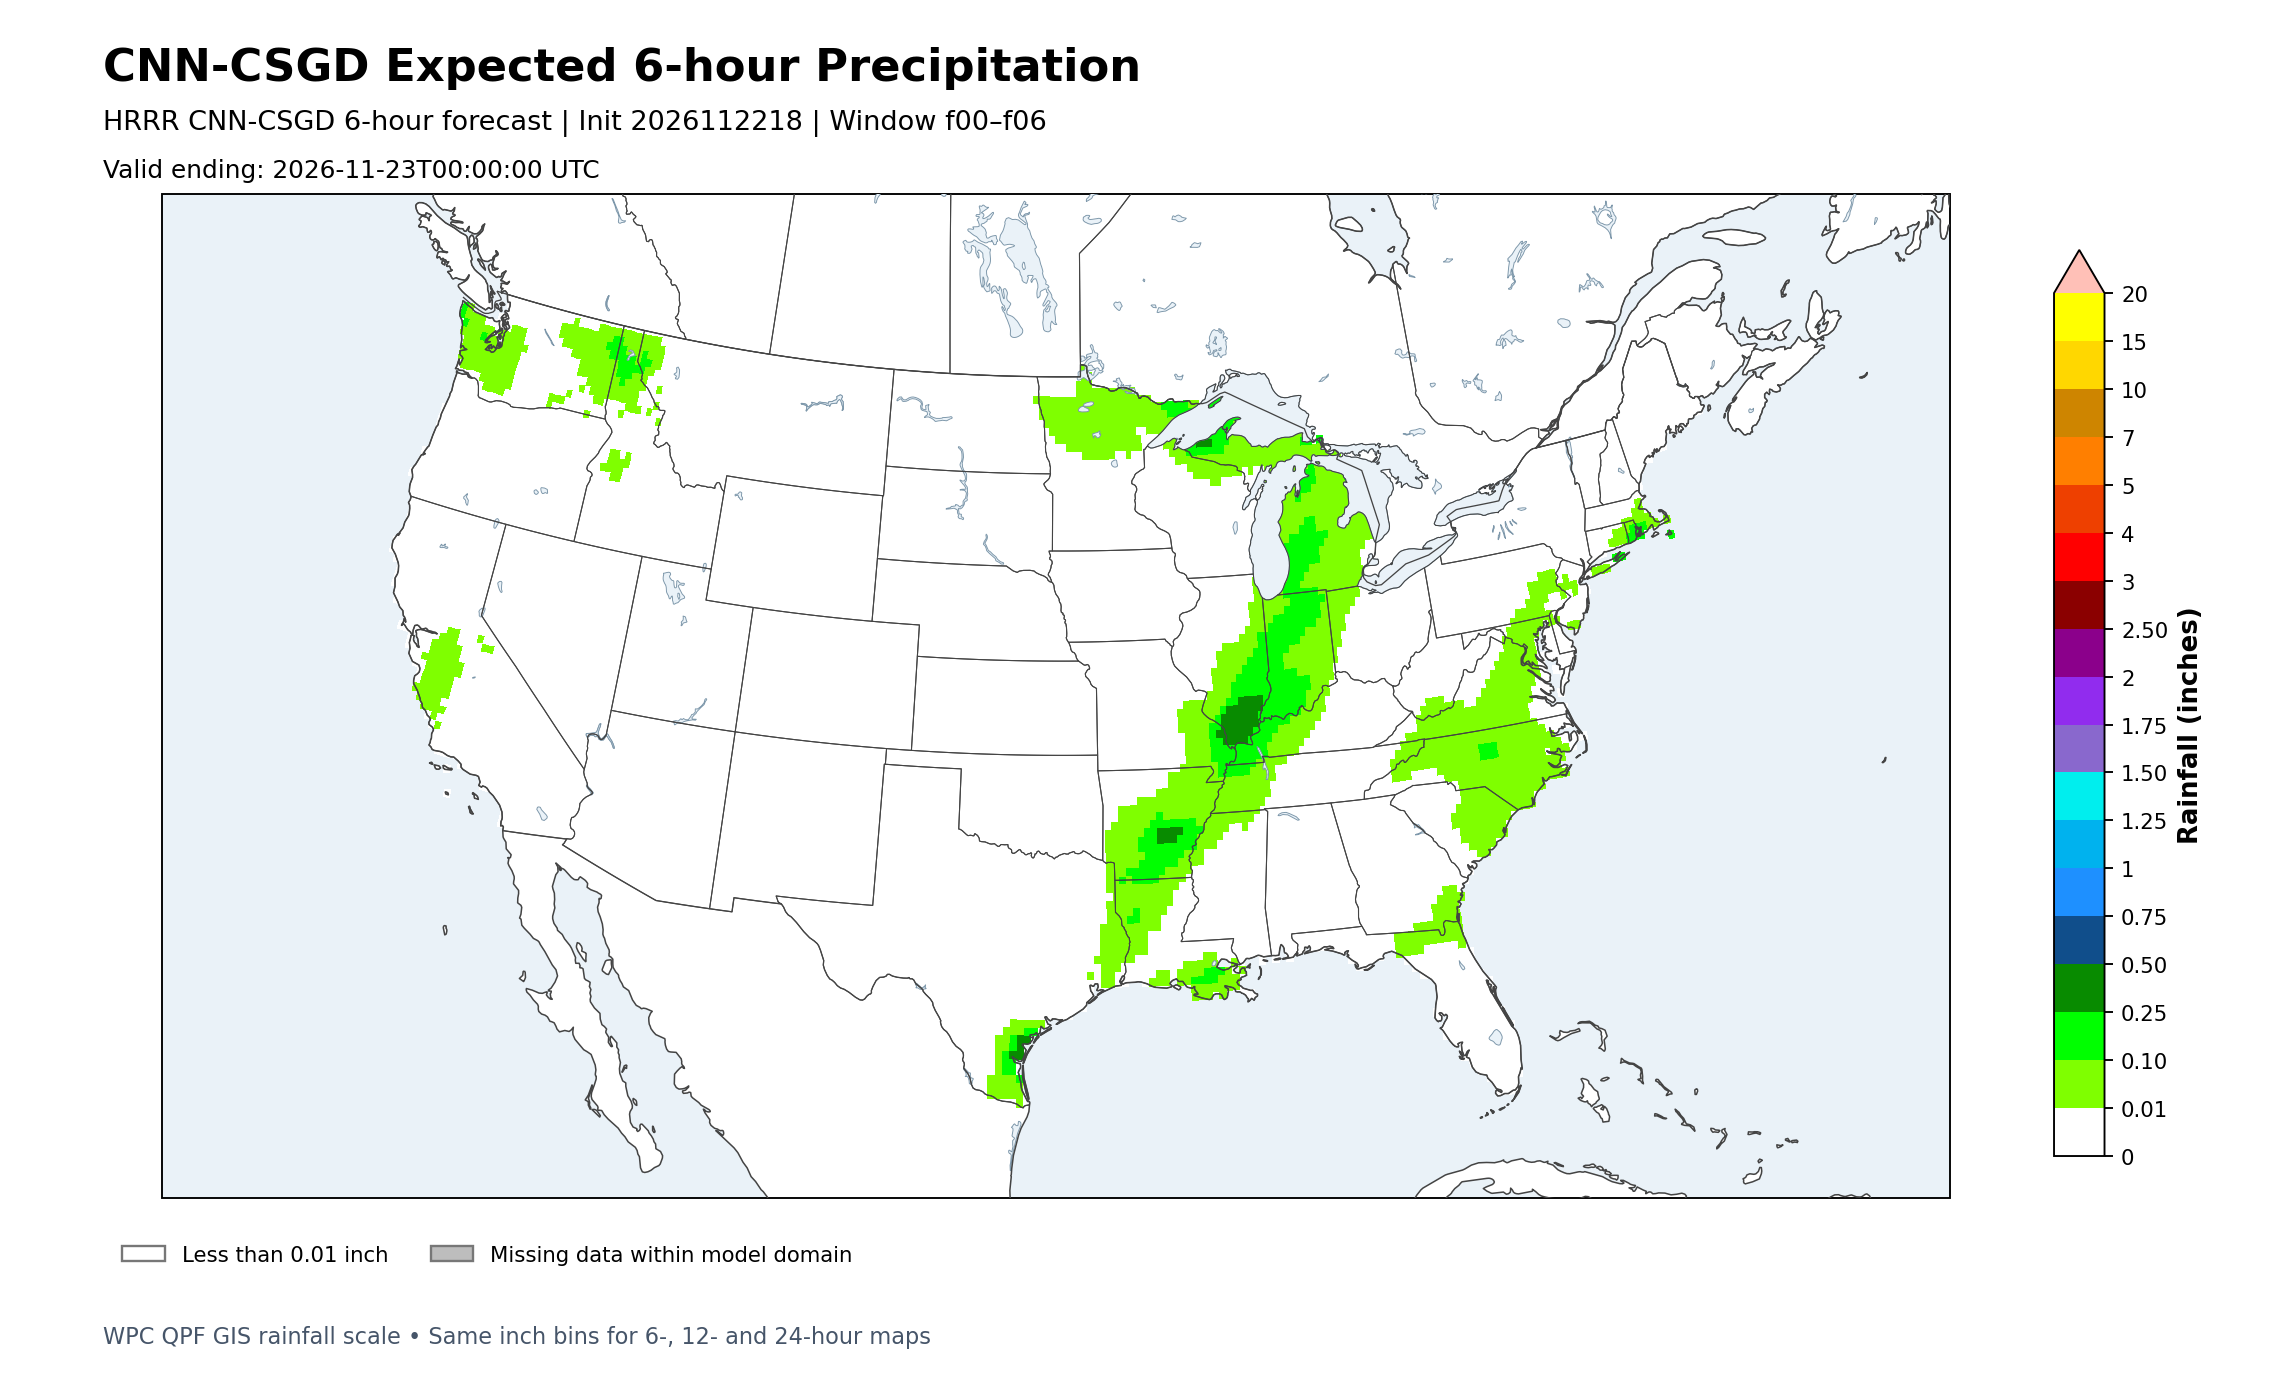 CNN-CSGD Expected 6-hour Precipitation
HRRR CNN-CSGD 6-hour forecast | Init 2026112218 | Window f00–f06
Valid ending: 2026-11-23T00:00:00 UTC
20
15
10
7
5
4
3
2.50
2
1.75
1.50
1.25
1
0.75
0.50
0.25
0.10
0.01
0
Rainfall (inches)
Less than 0.01 inch
Missing data within model domain
WPC QPF GIS rainfall scale • Same inch bins for 6-, 12- and 24-hour maps